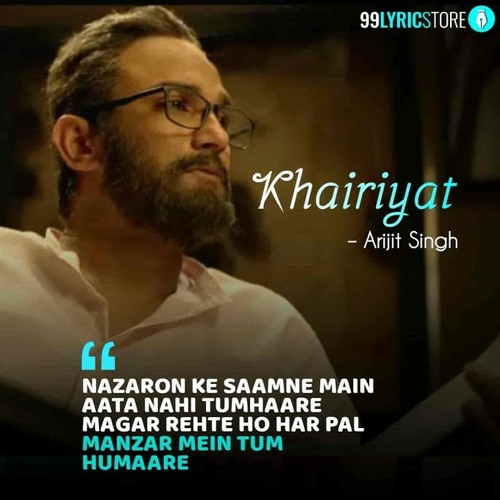 99LYRICSTORE
Khairiyat
– Arijit Singh
NAZARON KE SAAMNE MAIN
AATA NAHI TUMHAARE
MAGAR REHTE HO HAR PAL
MANZAR MEIN TUM
HUMAARE